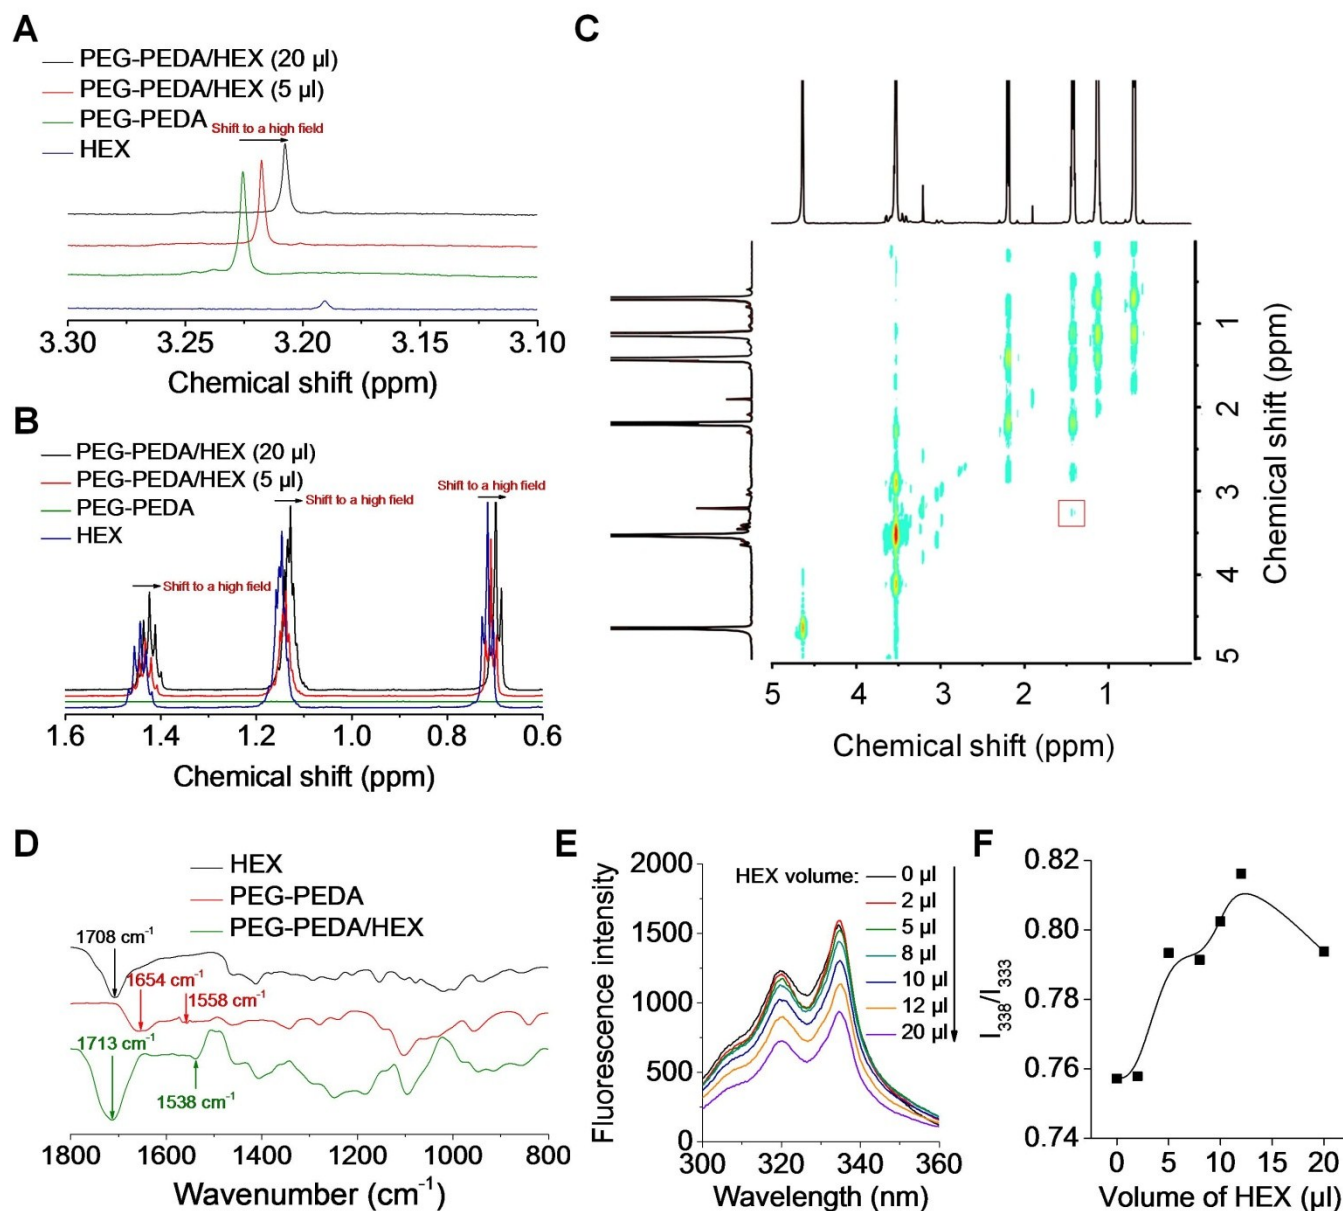 A
PEG-PEDA/HEX (20 µl)
PEG-PEDA/HEX (5 µl)
PEG-PEDA
HEX
Shift to a high field
3.30 3.25 3.20 3.15 3.10
Chemical shift (ppm)
B
PEG-PEDA/HEX (20 µl)
PEG-PEDA/HEX (5 µl)
PEG-PEDA
HEX
Shift to a high field
Shift to a high field
Shift to a high field
1.6 1.4 1.2 1.0 0.8 0.6
Chemical shift (ppm)
C
1
2
3
4
5
Chemical shift (ppm)
5 4 3 2 1
Chemical shift (ppm)
D
HEX
PEG-PEDA
PEG-PEDA/HEX
1708 cm⁻¹
1654 cm⁻¹
1558 cm⁻¹
1713 cm⁻¹
1538 cm⁻¹
1800 1600 1400 1200 1000 800
Wavenumber (cm⁻¹)
E
Fluorescence intensity
2000
1500
1000
500
0
HEX volume:
0 µl
2 µl
5 µl
8 µl
10 µl
12 µl
20 µl
300 320 340 360
Wavelength (nm)
F
I₃₃₈/I₃₃₃
0.82
0.80
0.78
0.76
0.74
0 5 10 15 20
Volume of HEX (µl)